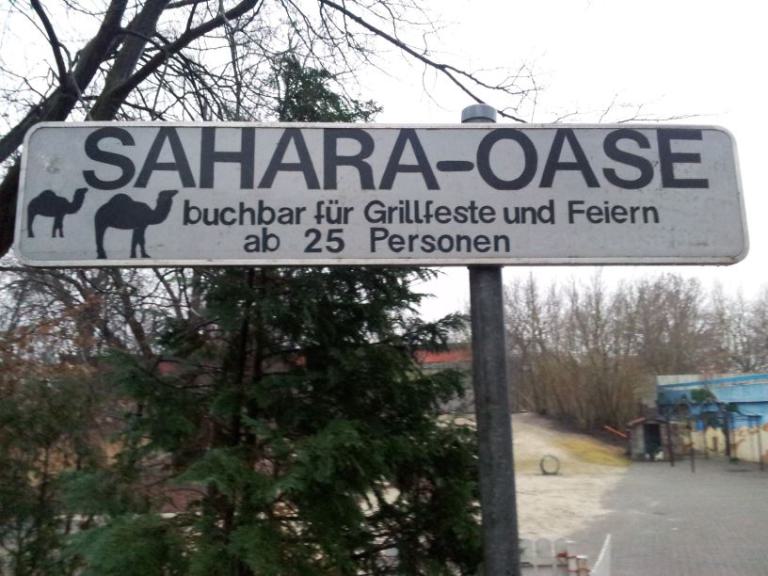 SAHARA-OASE
buchbar für Grillfeste und Feiern
ab 25 Personen